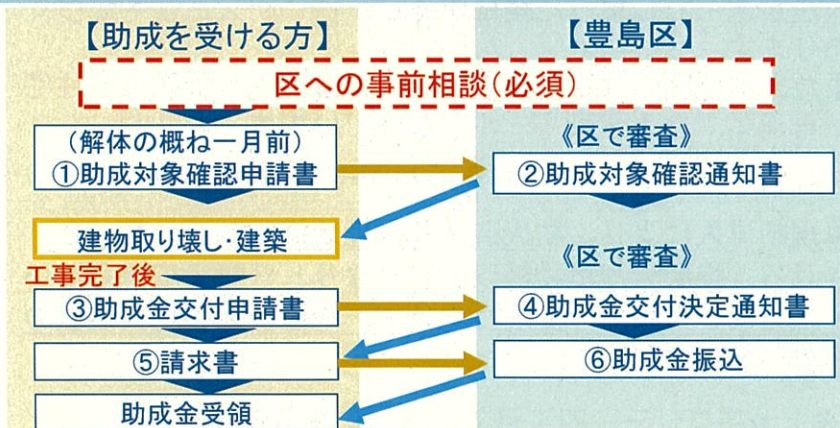 【助成を受ける方】
【豊島区】
区への事前相談(必須)
(解体の概ね一月前)
①助成対象確認申請書
《区で審査》
②助成対象確認通知書
建物取り壊し・建築
工事完了後
《区で審査》
③助成金交付申請書
④助成金交付決定通知書
⑤請求書
⑥助成金振込
助成金受領